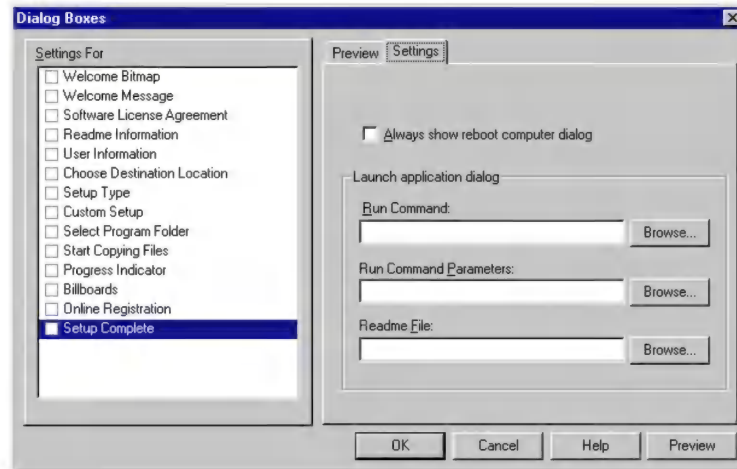 Dialog Boxes
Settings For
Welcome Bitmap
Welcome Message
Software License Agreement
Readme Information
User Information
Choose Destination Location
Setup Type
Custom Setup
Select Program Folder
Start Copying Files
Progress Indicator
Billboards
Online Registration
Setup Complete
Preview Settings
Always show reboot computer dialog
Launch application dialog
Run Command:
Browse...
Run Command Parameters:
Browse...
Readme File:
Browse...
OK Cancel Help Preview